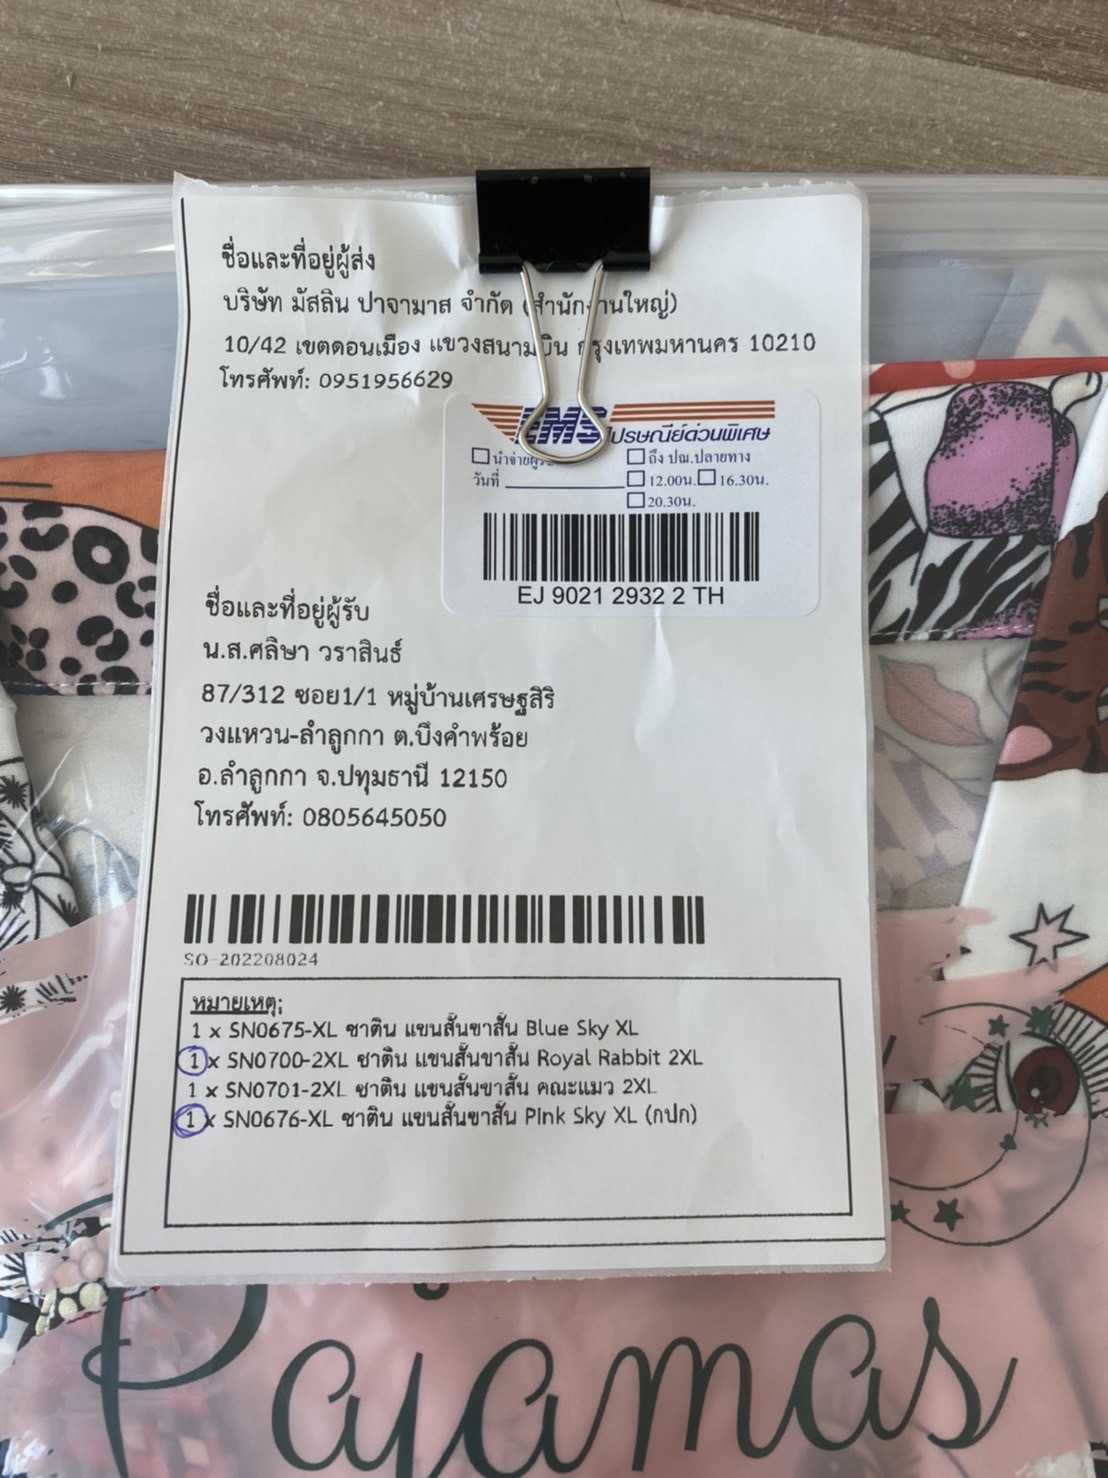 ชื่อและที่อยู่ผู้ส่ง
บริษัท มัสลิน ปาจามาส จำกัด (สำนักงานใหญ่)
10/42 เขตดอนเมือง แขวงสนามบิน กรุงเทพมหานคร 10210
โทรศัพท์: 0951956629
EMS ไปรษณีย์ด่วนพิเศษ
ถึง ปณ.ปลายทาง
วันที่ 12.00น. 16.30น.
20.30น.
EJ 9021 2932 2 TH
ชื่อและที่อยู่ผู้รับ
น.ส.ศลิษา วราสินธ์
87/312 ซอย1/1 หมู่บ้านเศรษฐสิริ
วงแหวน-ลำลูกกา ต.บึงคำพร้อย
อ.ลำลูกกา จ.ปทุมธานี 12150
โทรศัพท์: 0805645050
SO-202208024
หมายเหตุ;
1 x SN0675-XL ซาติน แขนสั้นขาสั้น Blue Sky XL
1 x SN0700-2XL ซาติน แขนสั้นขาสั้น Royal Rabbit 2XL
1 x SN0701-2XL ซาติน แขนสั้นขาสั้น คณะแมว 2XL
1 x SN0676-XL ซาติน แขนสั้นขาสั้น Pink Sky XL (กปก)
Pajamas